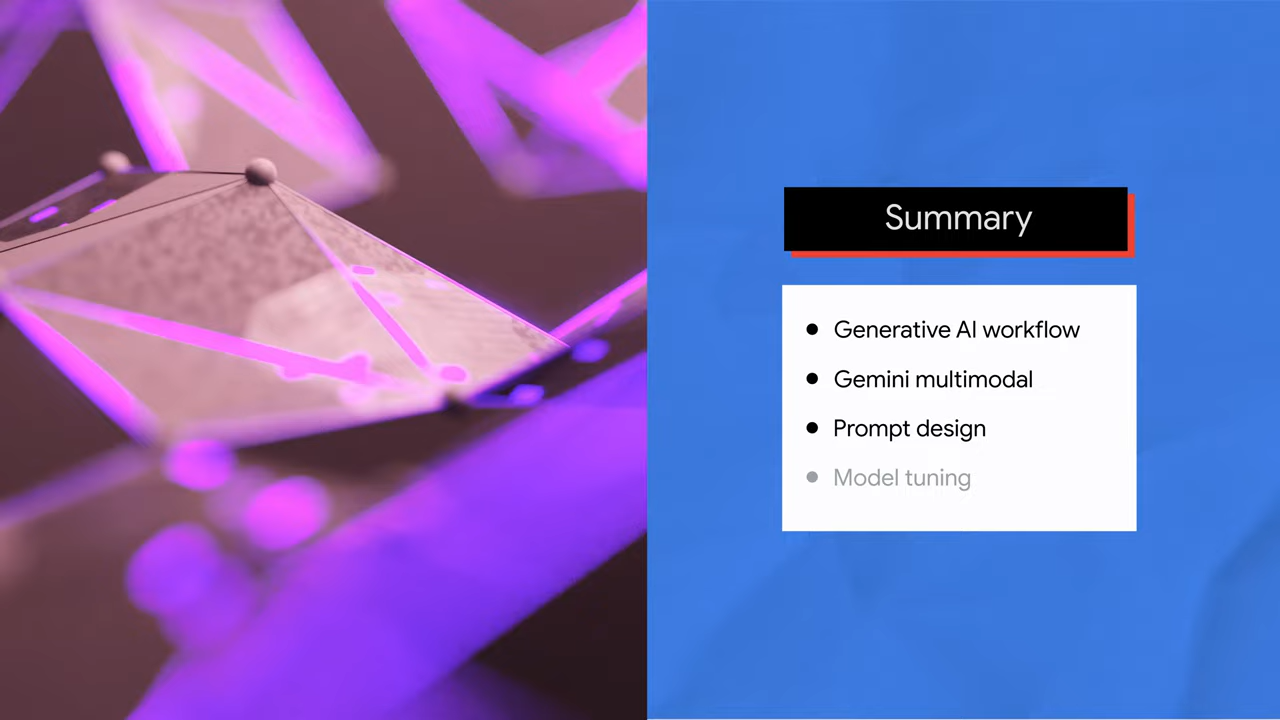 Summary
Generative AI workflow
Gemini multimodal
Prompt design
Model tuning